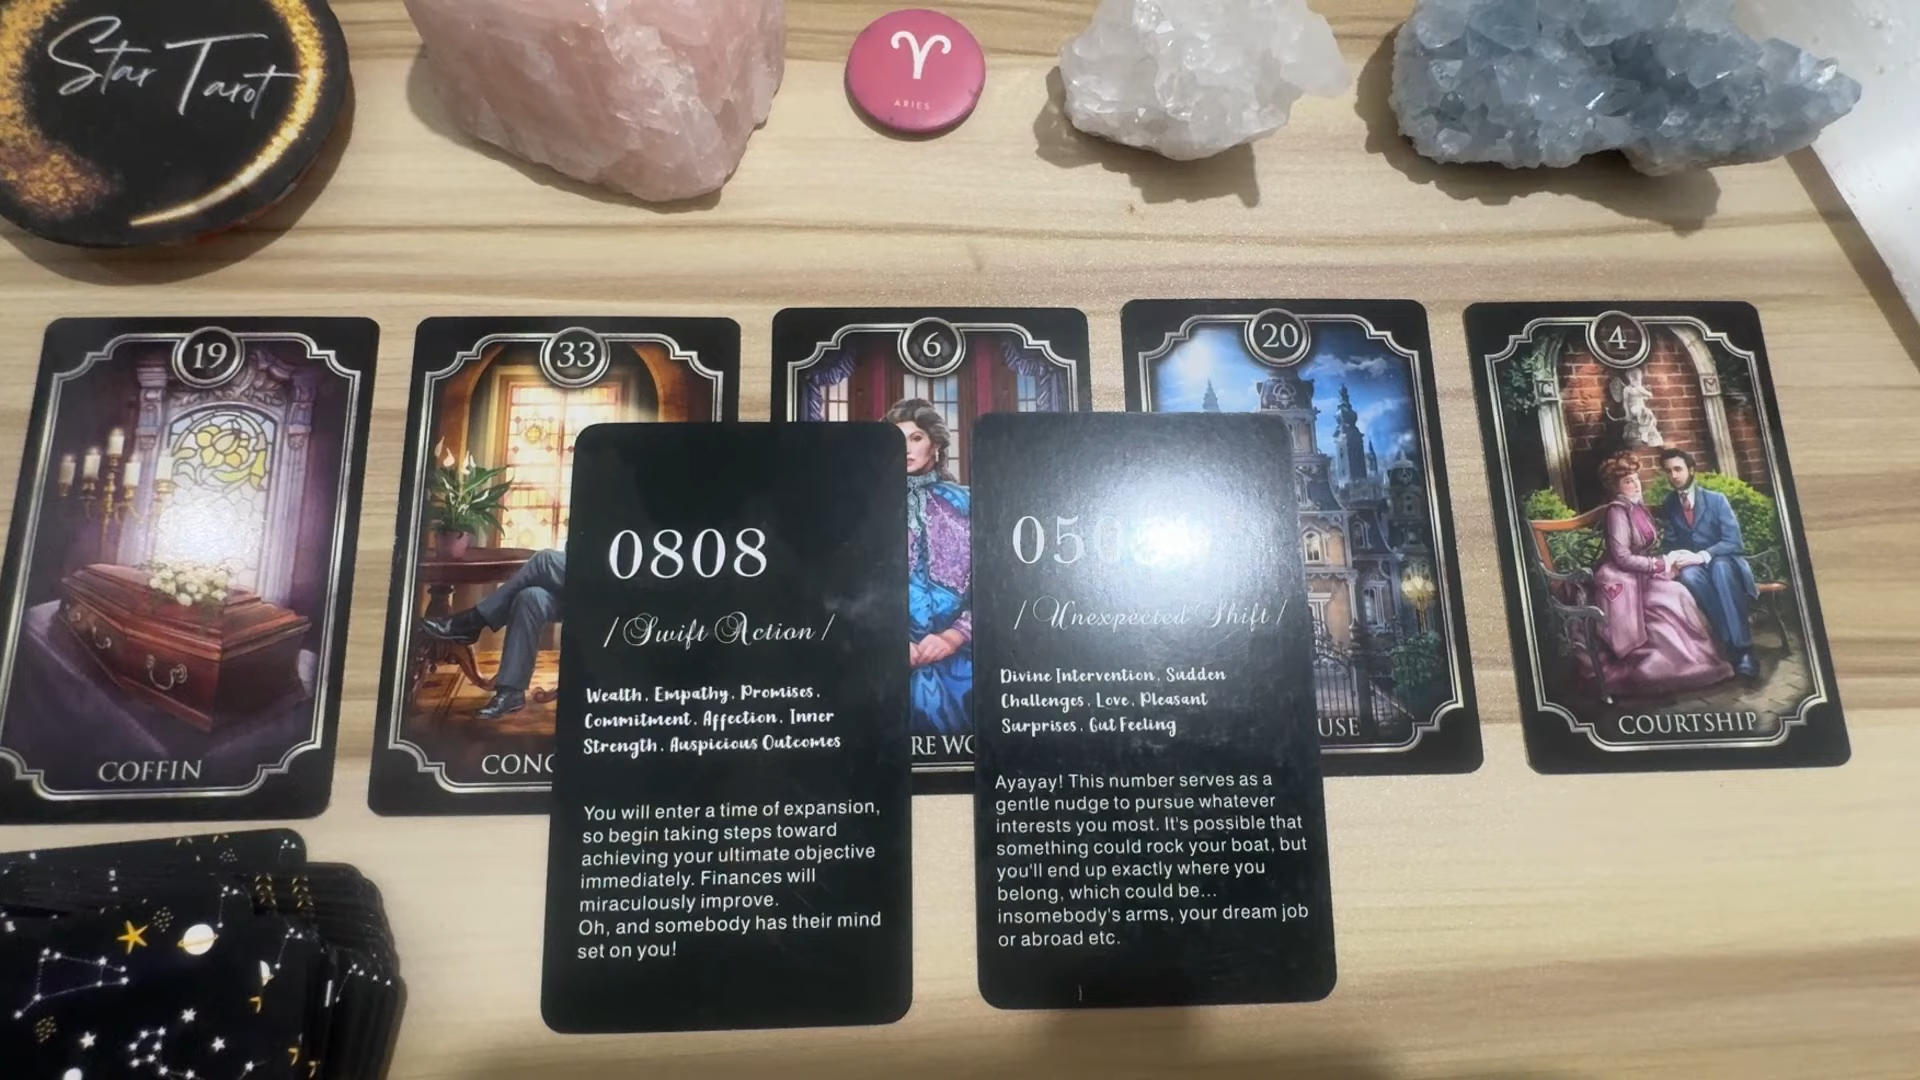 Star Tarot
ARIES
19
33
6
20
4
COFFIN
CONC
RE WO
USE
COURTSHIP
0808
/ Swift Action /
Wealth, Empathy, Promises,
Commitment, Affection, Inner
Strength, Auspicious Outcomes
You will enter a time of expansion,
so begin taking steps toward
achieving your ultimate objective
immediately. Finances will
miraculously improve.
Oh, and somebody has their mind
set on you!
050
/ Unexpected Shift /
Divine Intervention, Sudden
Challenges, Love, Pleasant
Surprises, Gut Feeling
Ayayay! This number serves as a
gentle nudge to pursue whatever
interests you most. It's possible that
something could rock your boat, but
you'll end up exactly where you
belong, which could be...
insomebody's arms, your dream job
or abroad etc.